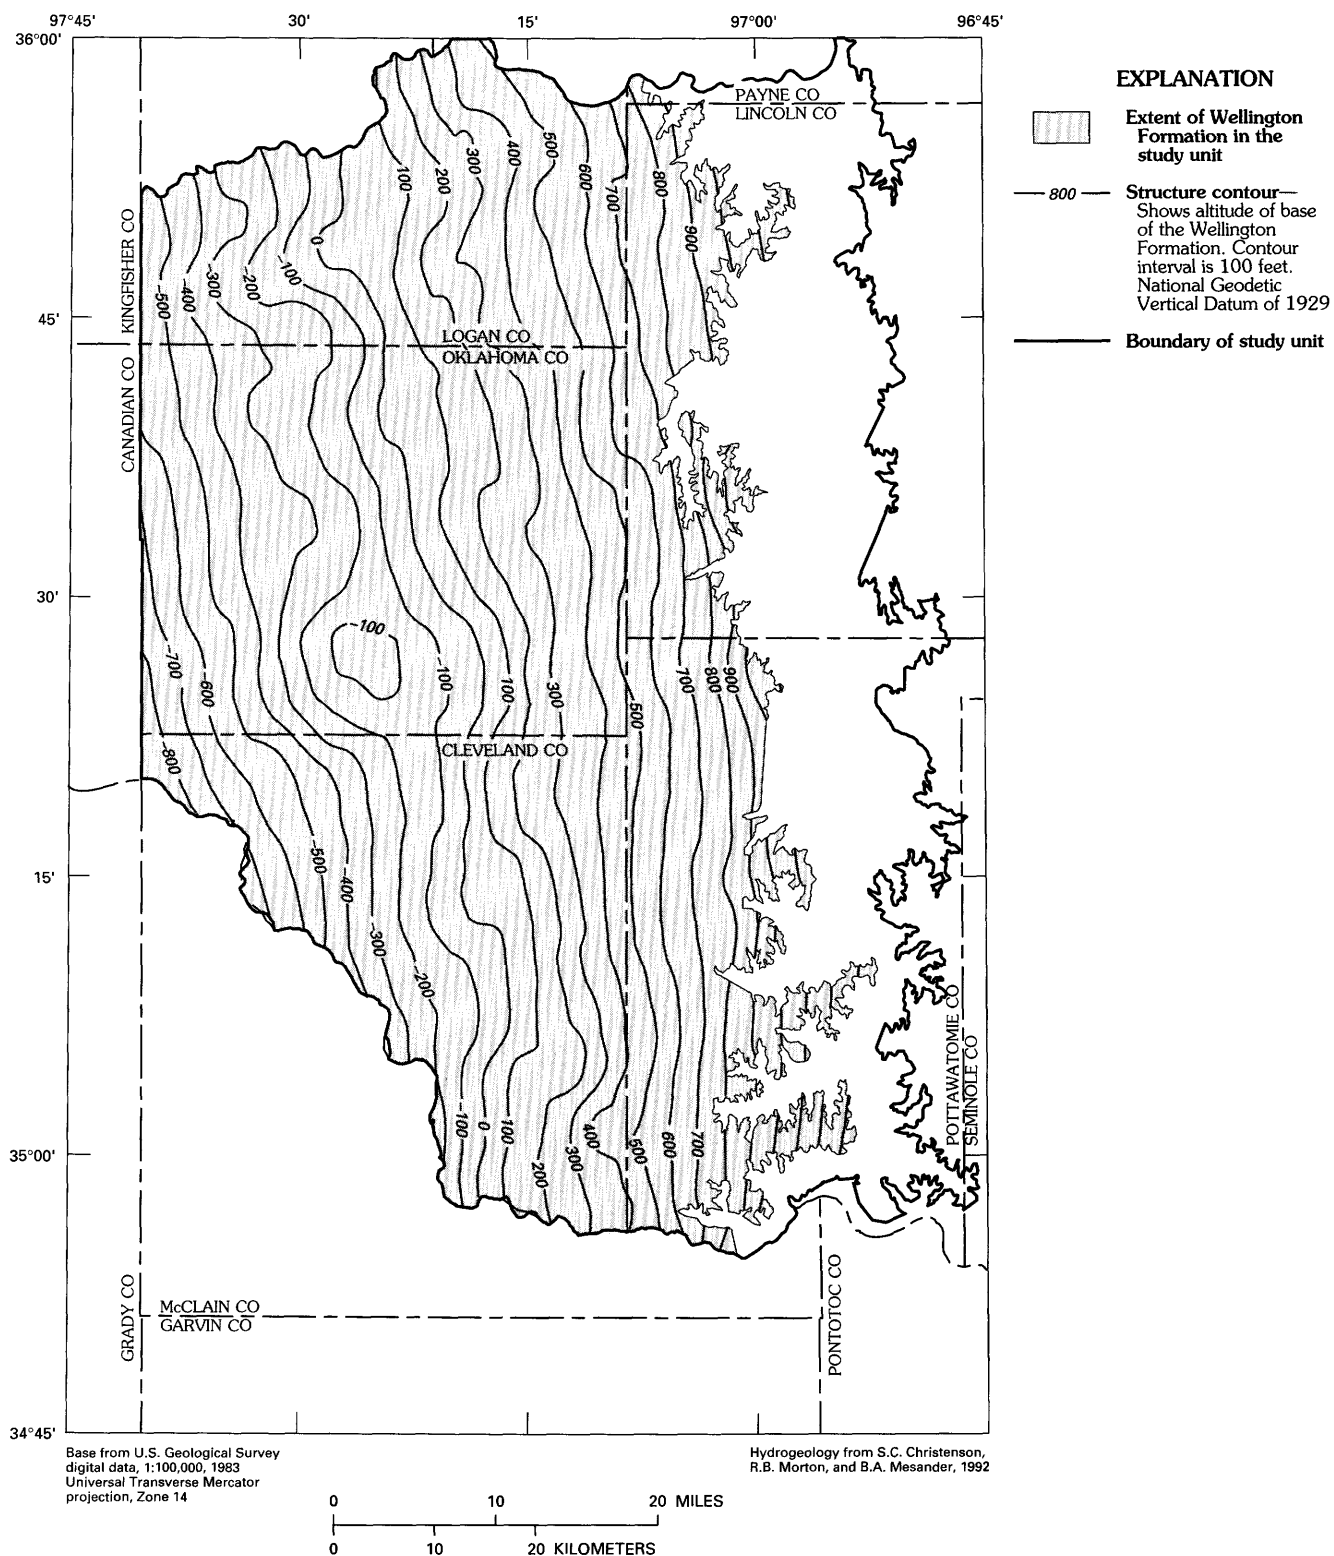 97°45'
30'
15'
97°00'
96°45'
36°00'
45'
30'
15'
35°00'
34°45'
PAYNE CO
LINCOLN CO
KINGFISHER CO
CANADIAN CO
LOGAN CO
OKLAHOMA CO
CLEVELAND CO
POTTAWATOMIE CO
SEMINOLE CO
GRADY CO
McCLAIN CO
GARVIN CO
PONTOTOC CO
100
200
300
400
500
600
700
800
900
0
-100
-200
-300
-400
-500
-100
-700
-600
-100
100
300
500
700
800
900
-800
-500
-400
-300
-200
-100
0
100
200
300
400
500
600
700
EXPLANATION
Extent of Wellington
Formation in the
study unit
800
Structure contour—
Shows altitude of base
of the Wellington
Formation. Contour
interval is 100 feet.
National Geodetic
Vertical Datum of 1929
Boundary of study unit
Base from U.S. Geological Survey
digital data, 1:100,000, 1983
Universal Transverse Mercator
projection, Zone 14
Hydrogeology from S.C. Christenson,
R.B. Morton, and B.A. Mesander, 1992
0 10 20 MILES
0 10 20 KILOMETERS